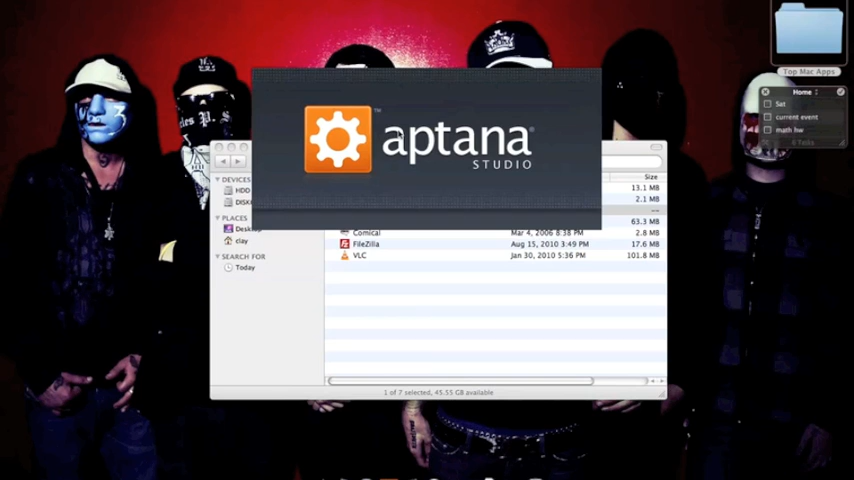 Top Mac Apps
Home
Sat
current event
math hw
6 Tasks
aptana
STUDIO
Size
DEVICES
HDD
PLACES
clay
SEARCH FOR
Today
13.1 MB
2.1 MB
--
63.3 MB
Comical Mar 4, 2006 8:38 PM 2.8 MB
FileZilla Aug 15, 2010 3:49 PM 17.6 MB
VLC Jan 30, 2010 5:36 PM 101.8 MB
1 of 7 selected, 45.55 GB available